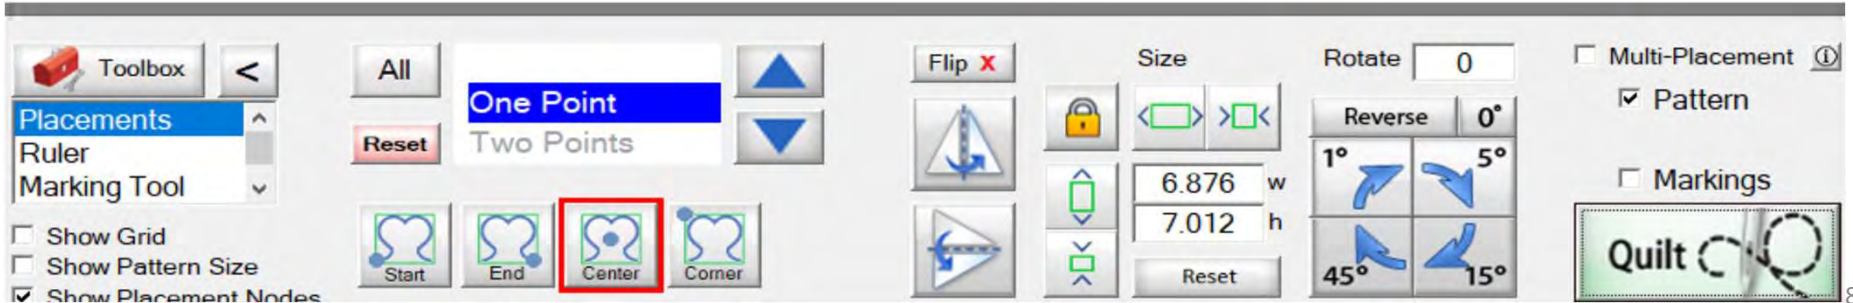 Toolbox
<
Placements
Ruler
Marking Tool
Show Grid
Show Pattern Size
Show Placement Nodes
All
Reset
One Point
Two Points
Start
End
Center
Corner
Flip X
Size
6.876 w
7.012 h
Reset
Rotate 0
Reverse 0°
1° 5°
45° 15°
Multi-Placement
Pattern
Markings
Quilt